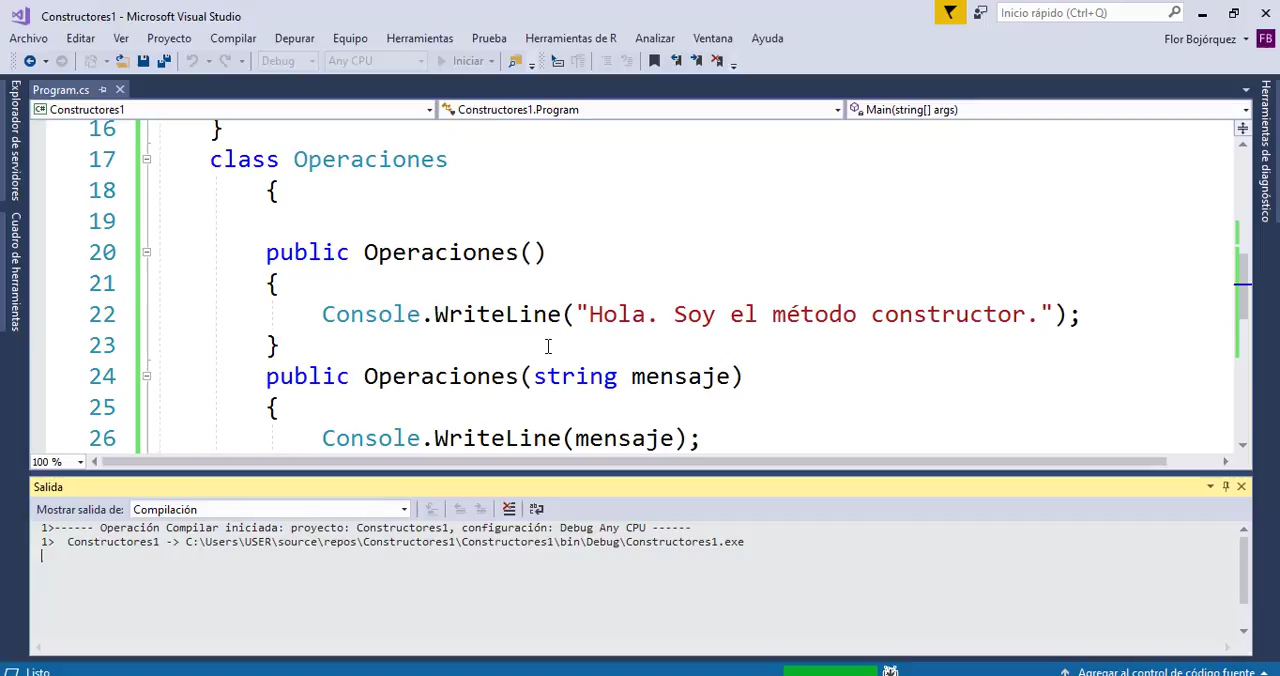 Constructores1 - Microsoft Visual Studio
Inicio rápido (Ctrl+Q)
Archivo Editar Ver Proyecto Compilar Depurar Equipo Herramientas Prueba Herramientas de R Analizar Ventana Ayuda
Flor Bojórquez FB
Debug Any CPU Iniciar
Program.cs
Constructores1 Constructores1.Program Main(string[] args)
Explorador de servidores
Cuadro de herramientas
Herramientas de diagnóstico
16 }
17 class Operaciones
18 {
19
20 public Operaciones()
21 {
22 Console.WriteLine("Hola. Soy el método constructor.");
23 }
24 public Operaciones(string mensaje)
25 {
26 Console.WriteLine(mensaje);
100 %
Salida
Mostrar salida de: Compilación
1>------ Operación Compilar iniciada: proyecto: Constructores1, configuración: Debug Any CPU ------
1> Constructores1 -> C:\Users\USER\source\repos\Constructores1\Constructores1\bin\Debug\Constructores1.exe
Listo
Agregar al control de código fuente